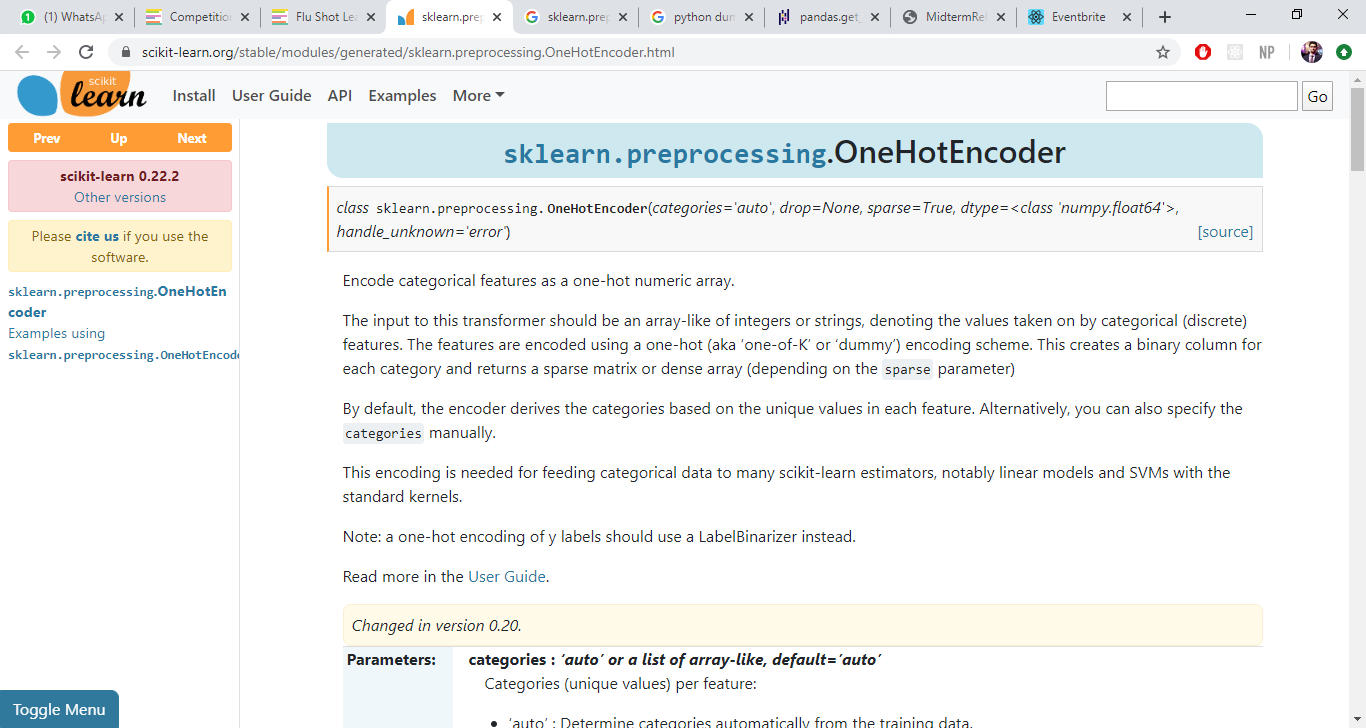 (1) WhatsA
Competition
Flu Shot Lea
sklearn.prep
sklearn.prep
python dum
pandas.get_
MidtermRe
Eventbrite
scikit-learn.org/stable/modules/generated/sklearn.preprocessing.OneHotEncoder.html
NP
scikit
learn
Install User Guide API Examples More
Go
Prev Up Next
scikit-learn 0.22.2
Other versions
Please cite us if you use the
software.
sklearn.preprocessing.OneHotEn
coder
Examples using
sklearn.preprocessing.OneHotEncode
sklearn.preprocessing.OneHotEncoder
class sklearn.preprocessing.OneHotEncoder(categories='auto', drop=None, sparse=True, dtype=<class 'numpy.float64'>,
handle_unknown='error')
[source]
Encode categorical features as a one-hot numeric array.
The input to this transformer should be an array-like of integers or strings, denoting the values taken on by categorical (discrete)
features. The features are encoded using a one-hot (aka ‘one-of-K’ or ‘dummy’) encoding scheme. This creates a binary column for
each category and returns a sparse matrix or dense array (depending on the sparse parameter)
By default, the encoder derives the categories based on the unique values in each feature. Alternatively, you can also specify the
categories manually.
This encoding is needed for feeding categorical data to many scikit-learn estimators, notably linear models and SVMs with the
standard kernels.
Note: a one-hot encoding of y labels should use a LabelBinarizer instead.
Read more in the User Guide.
Changed in version 0.20.
Parameters:
categories : ‘auto’ or a list of array-like, default=’auto’
Categories (unique values) per feature:
• ‘auto’ : Determine categories automatically from the training data.
Toggle Menu